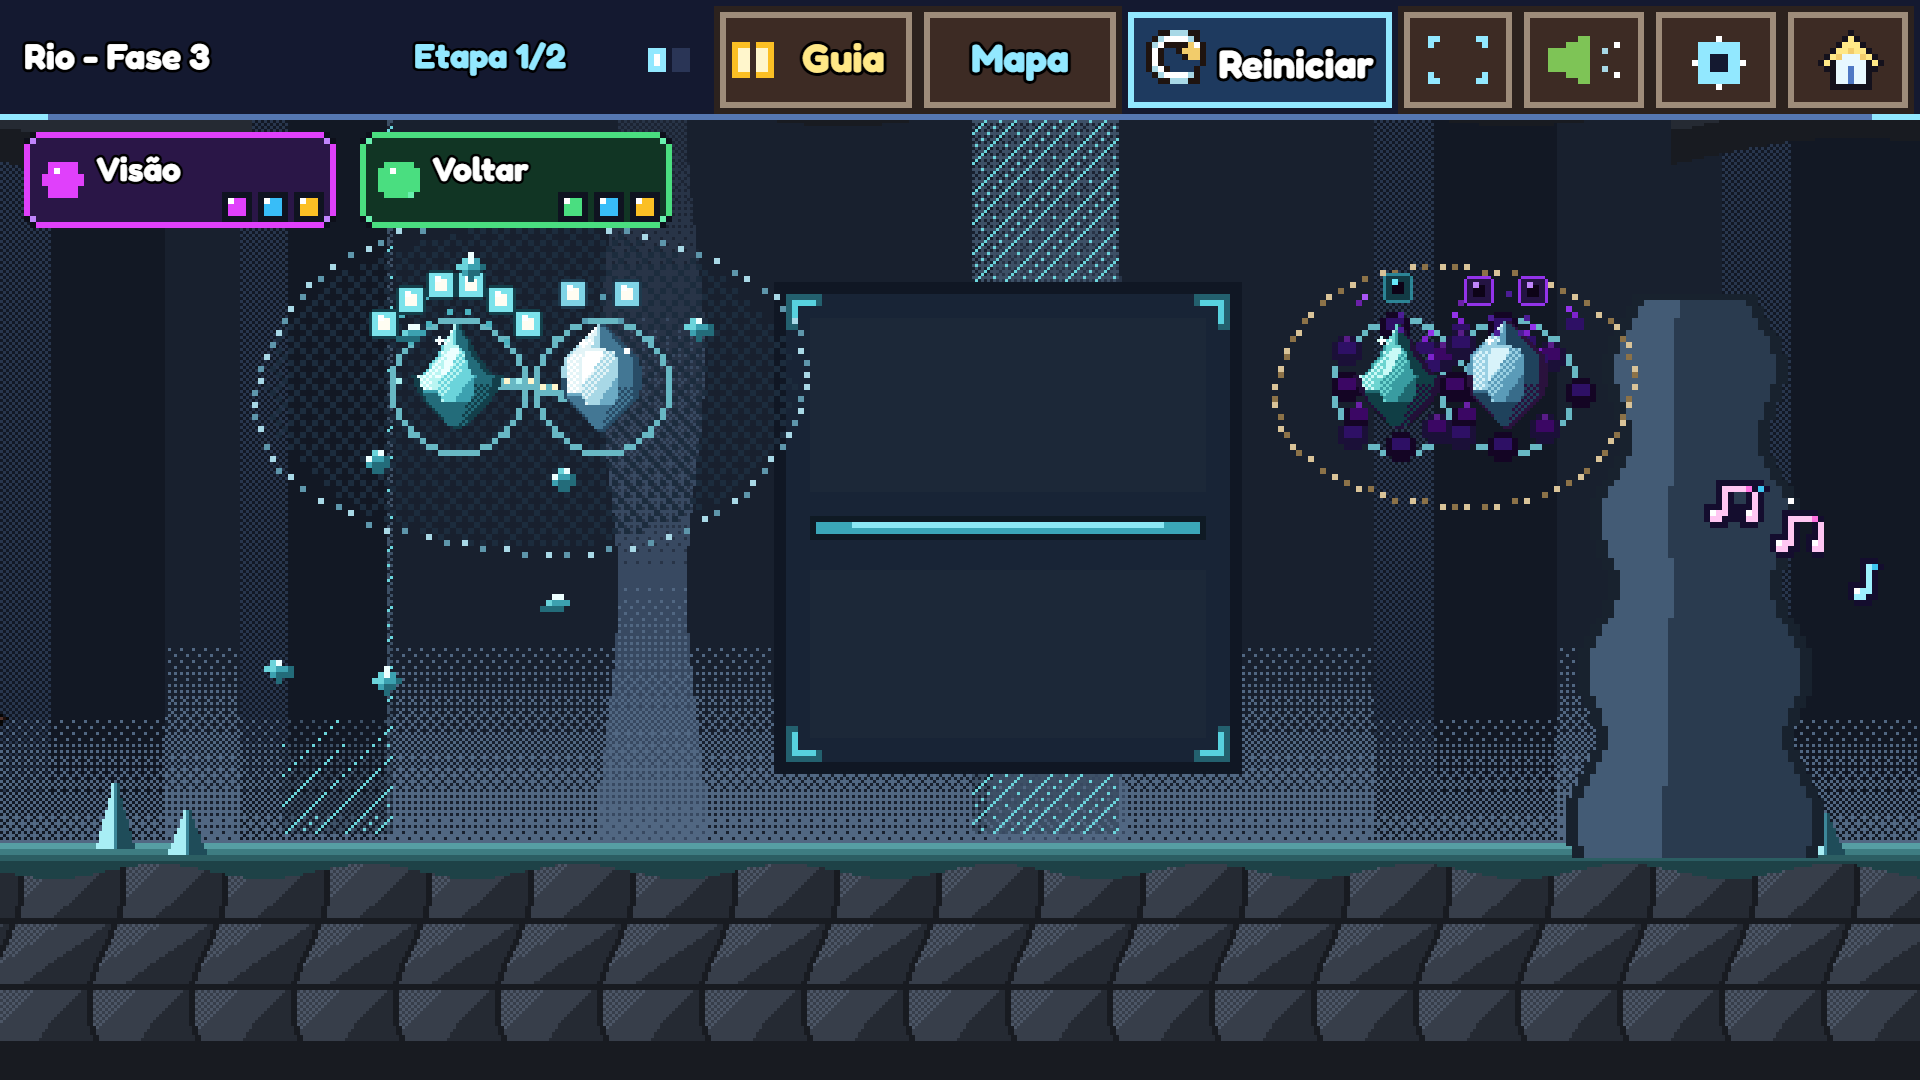 Rio - Fase 3
Etapa 1/2
Guia
Mapa
Reiniciar
Visão
Voltar